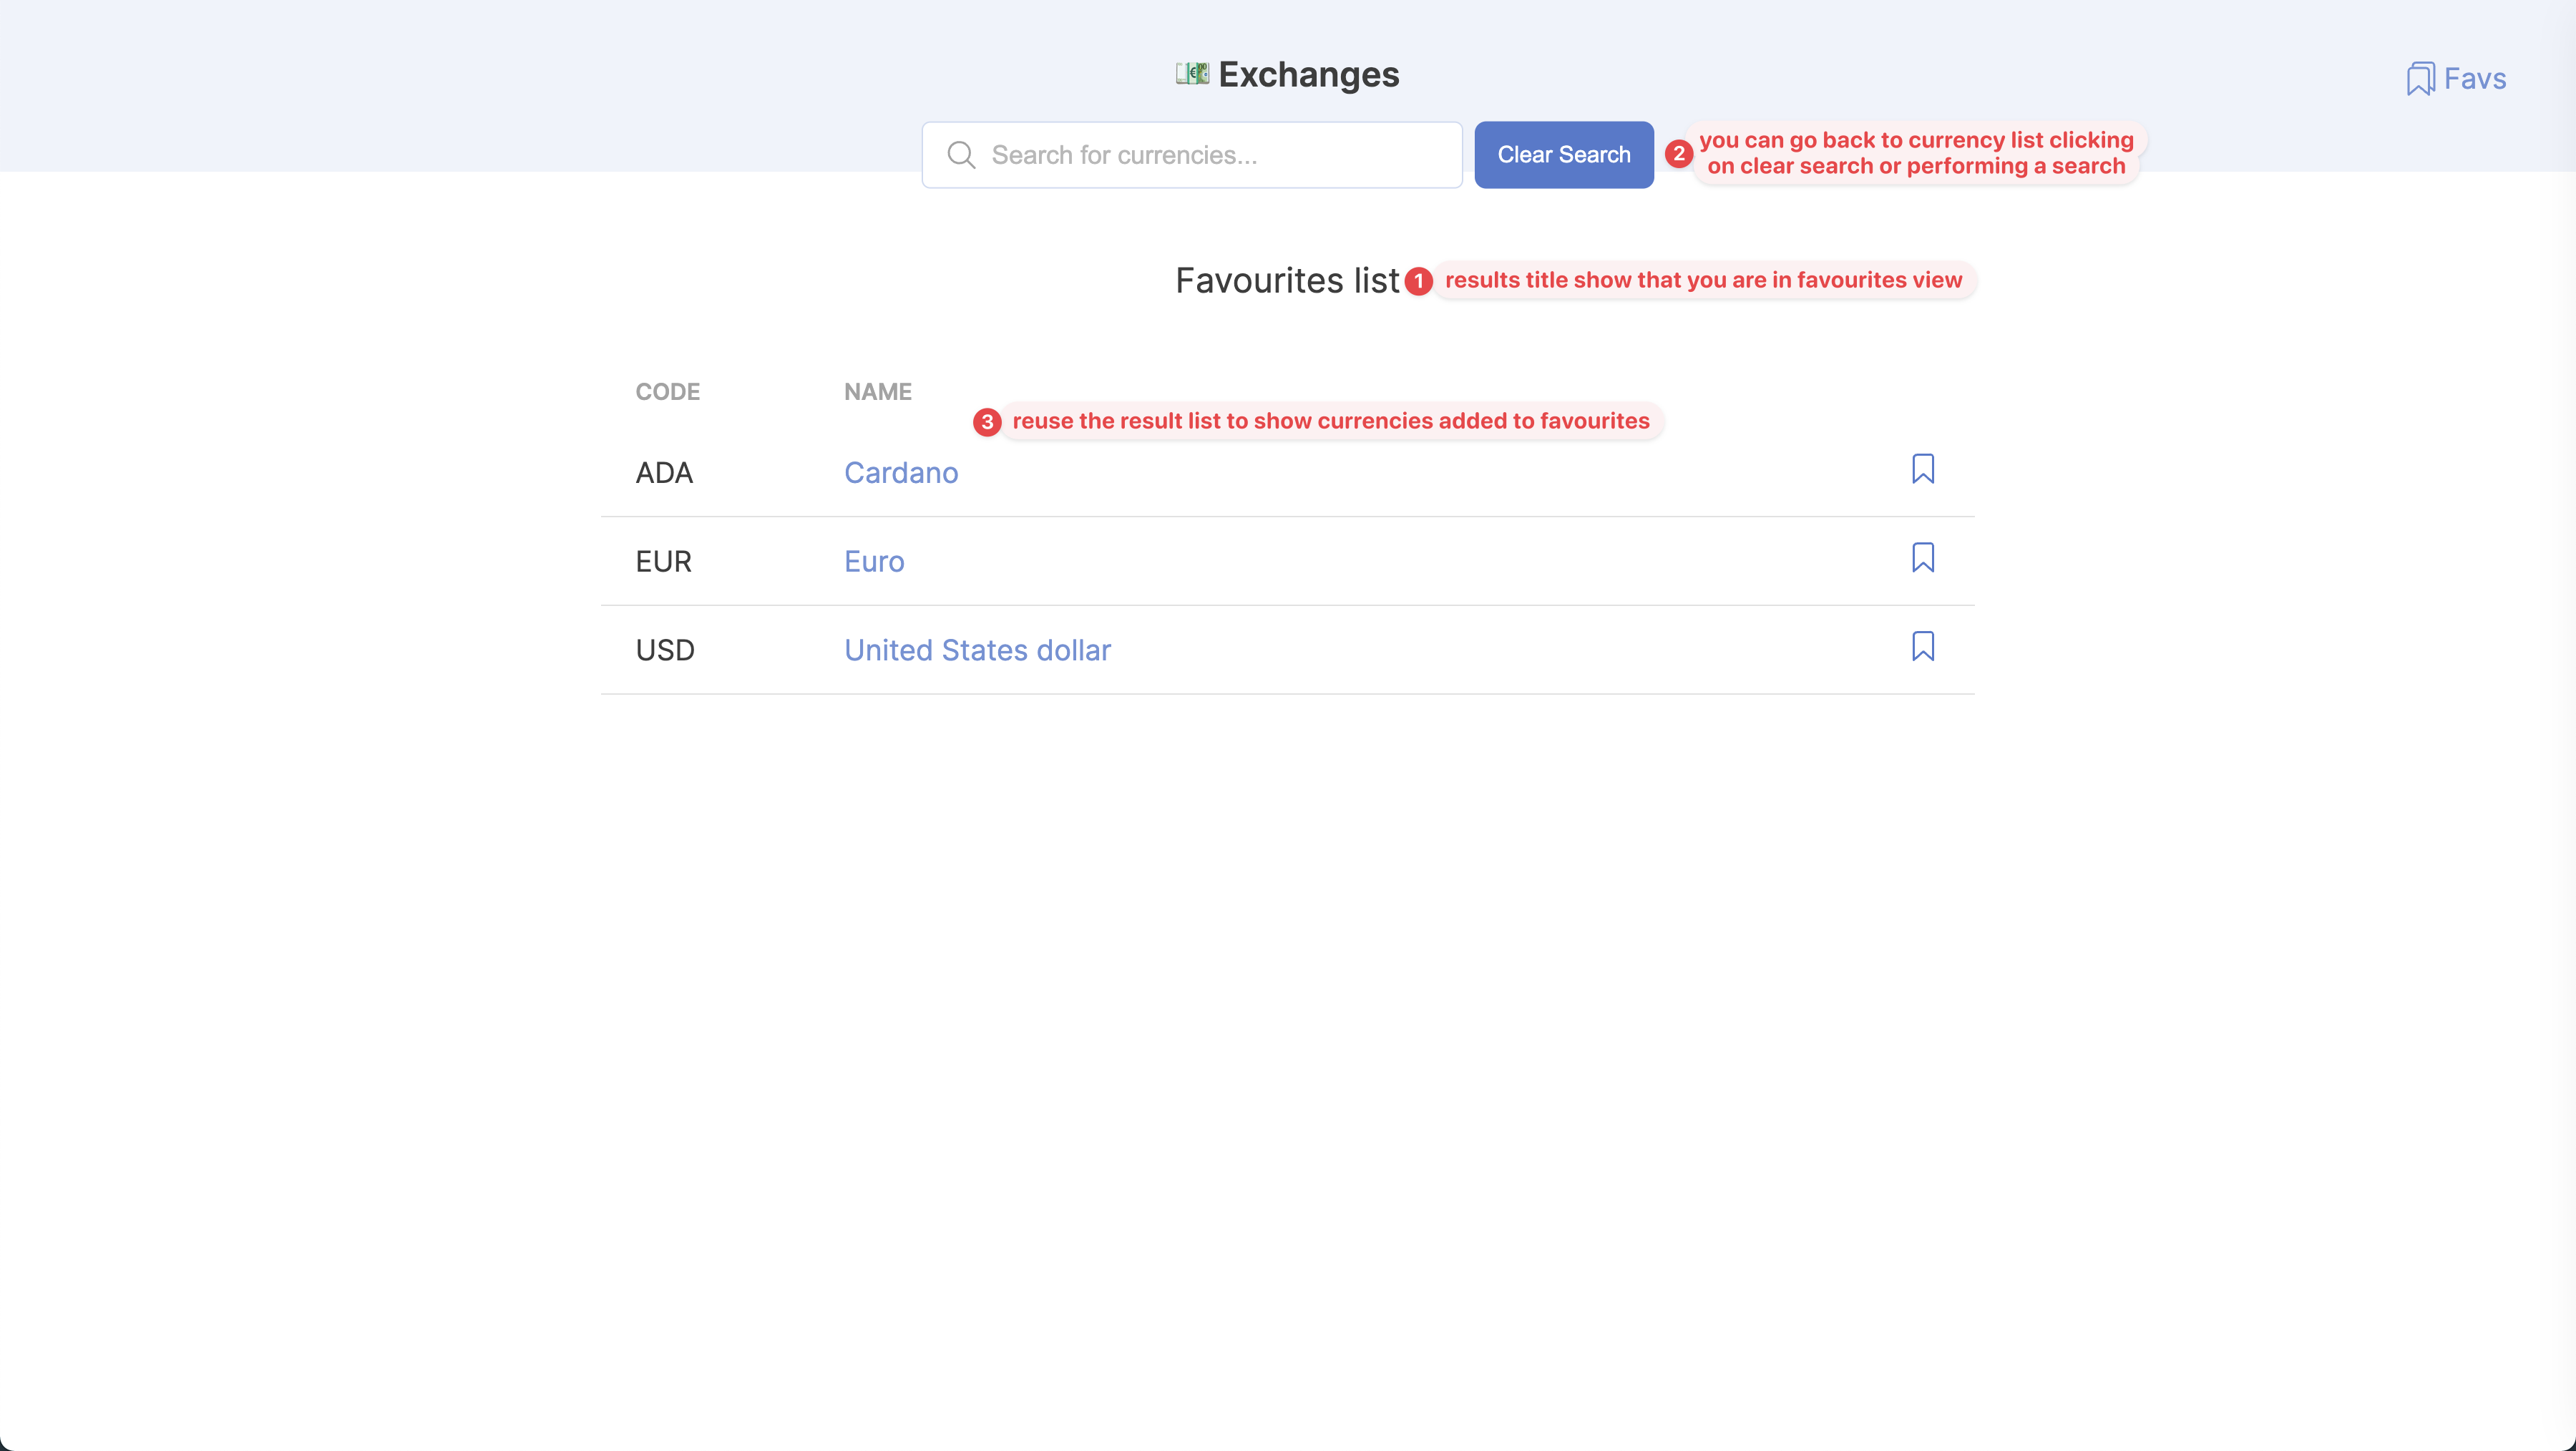 Exchanges
Favs
Search for currencies...
Clear Search
2
you can go back to currency list clicking
on clear search or performing a search
Favourites list
1
results title show that you are in favourites view
CODE NAME
3
reuse the result list to show currencies added to favourites
ADA Cardano
EUR Euro
USD United States dollar